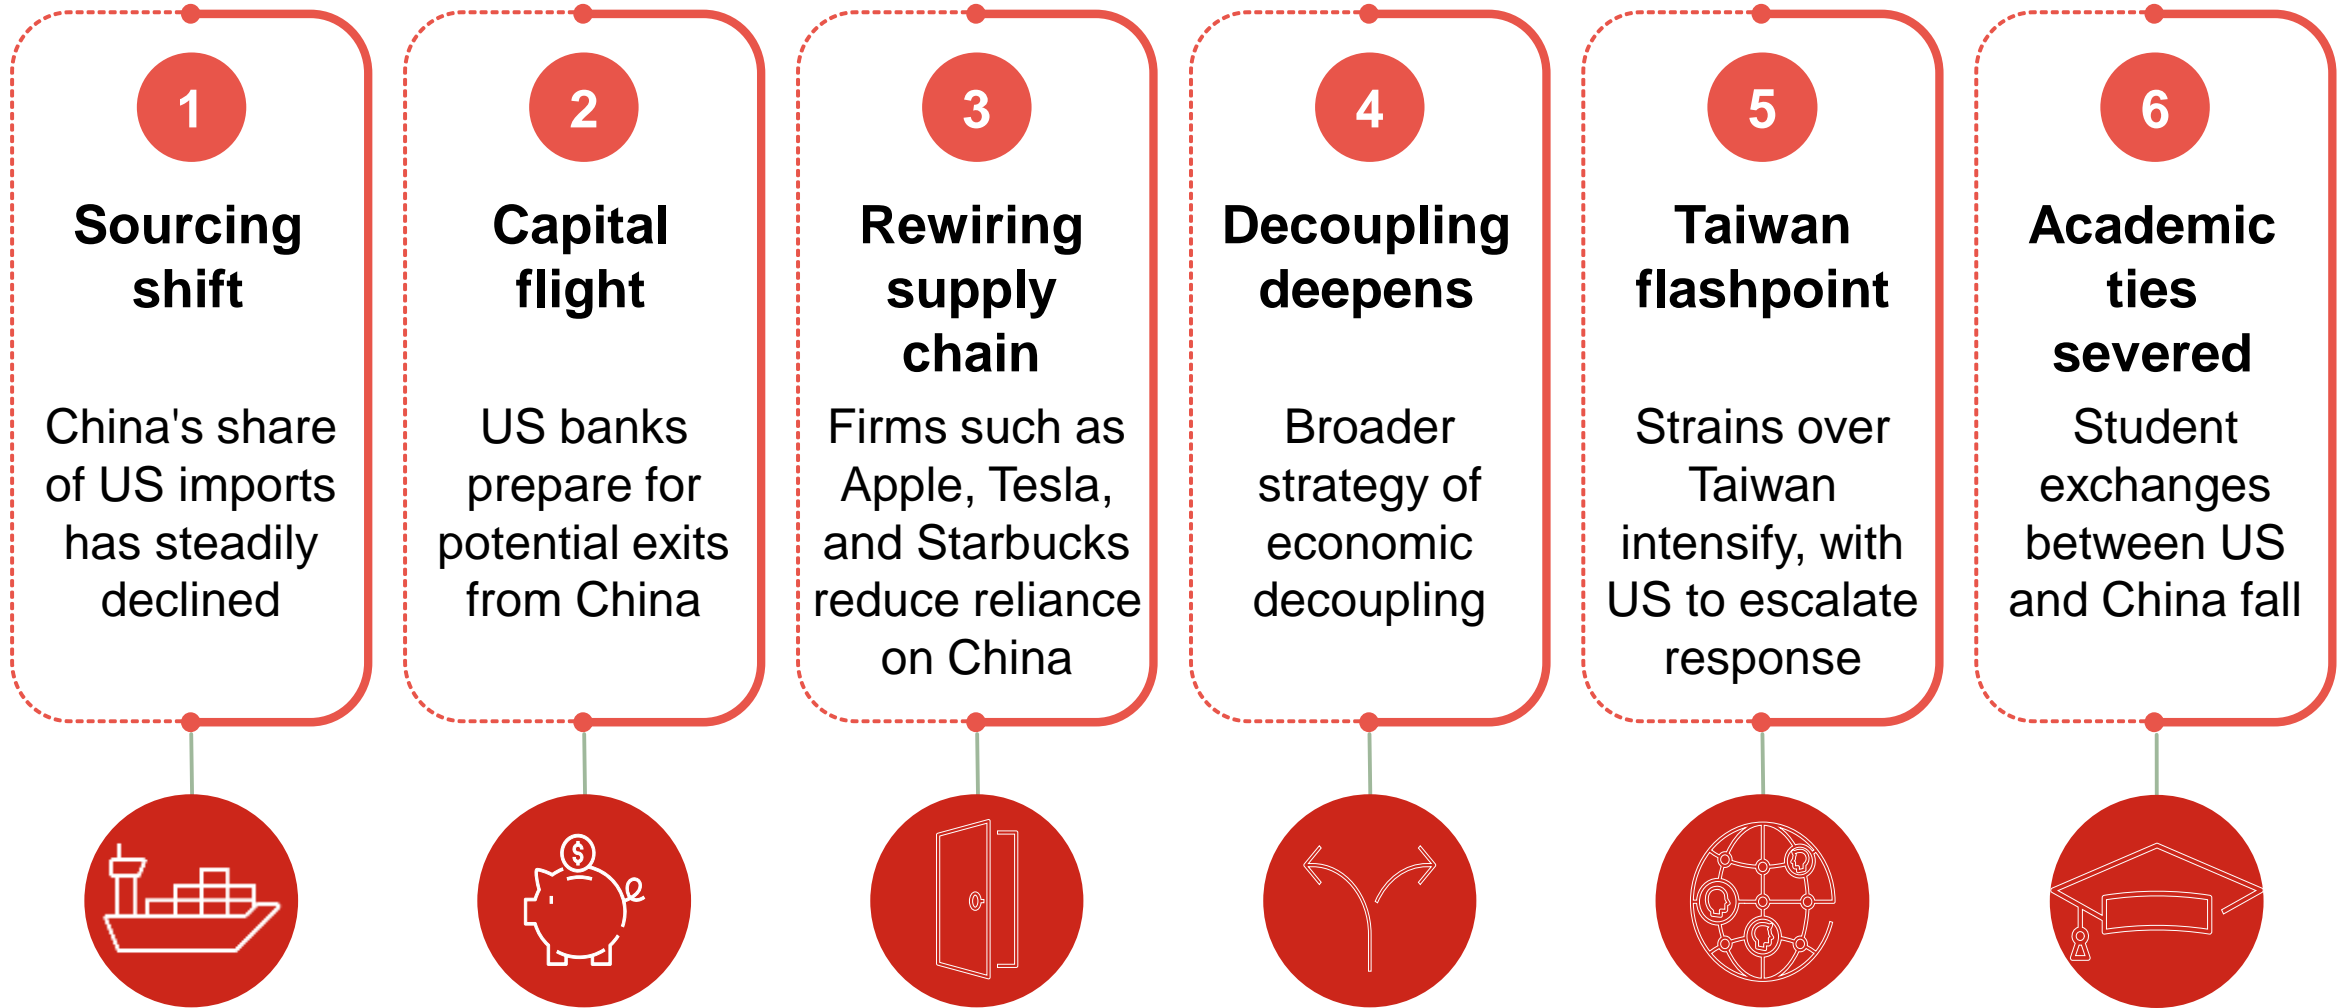 1
Sourcing
shift
China's share
of US imports
has steadily
declined
2
Capital
flight
US banks
prepare for
potential exits
from China
3
Rewiring
supply
chain
Firms such as
Apple, Tesla,
and Starbucks
reduce reliance
on China
4
Decoupling
deepens
Broader
strategy of
economic
decoupling
5
Taiwan
flashpoint
Strains over
Taiwan
intensify, with
US to escalate
response
6
Academic
ties
severed
Student
exchanges
between US
and China fall
$